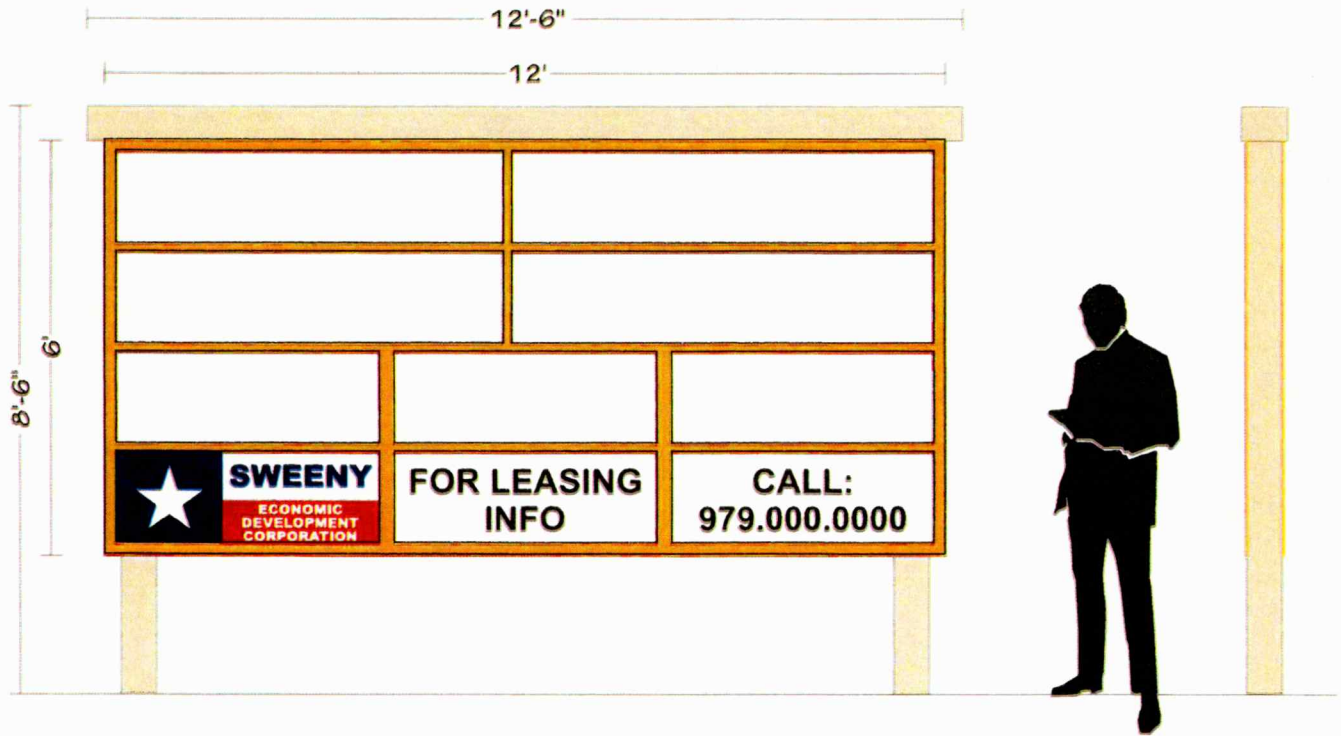 12'-6"
12'
8'-6"
6'
SWEENY
ECONOMIC
DEVELOPMENT
CORPORATION
FOR LEASING
INFO
CALL:
979.000.0000